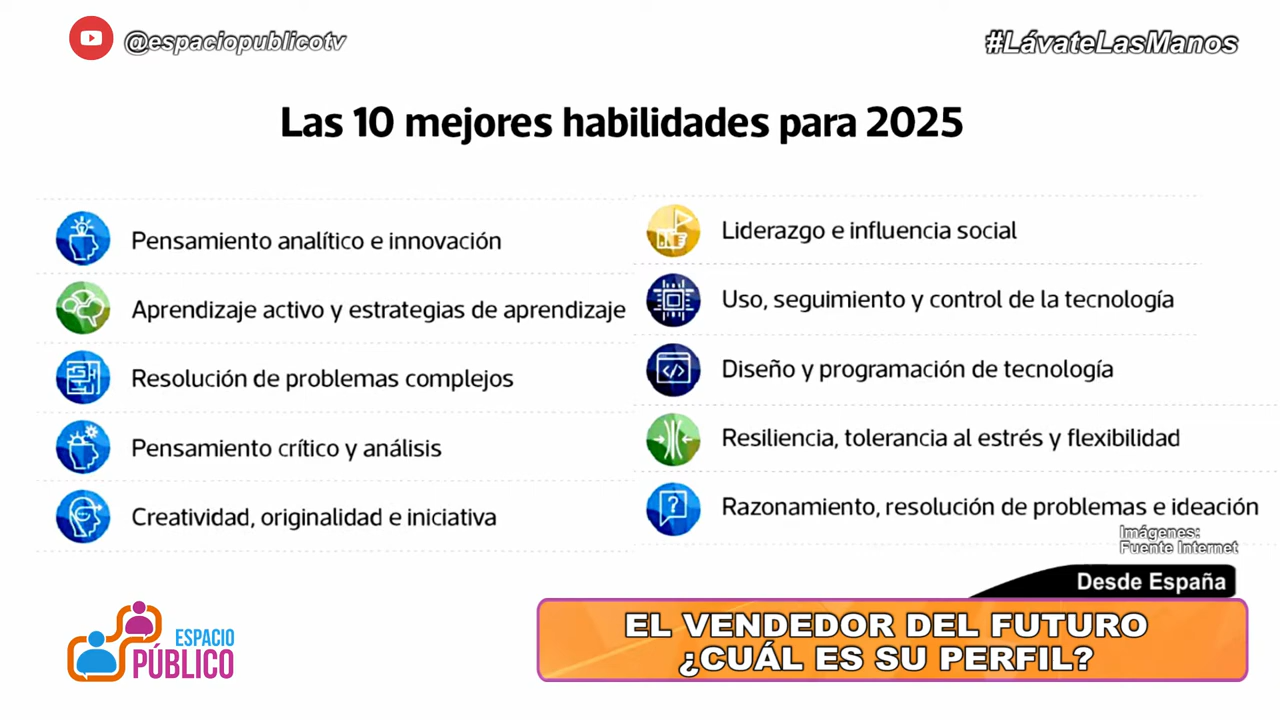 @espaciopublicotv
#LávateLasManos
Las 10 mejores habilidades para 2025
Pensamiento analítico e innovación
Aprendizaje activo y estrategias de aprendizaje
Resolución de problemas complejos
Pensamiento crítico y análisis
Creatividad, originalidad e iniciativa
Liderazgo e influencia social
Uso, seguimiento y control de la tecnología
Diseño y programación de tecnología
Resiliencia, tolerancia al estrés y flexibilidad
Razonamiento, resolución de problemas e ideación
Imágenes:
Fuente Internet
Desde España
EL VENDEDOR DEL FUTURO
¿CUÁL ES SU PERFIL?
ESPACIO
PÚBLICO